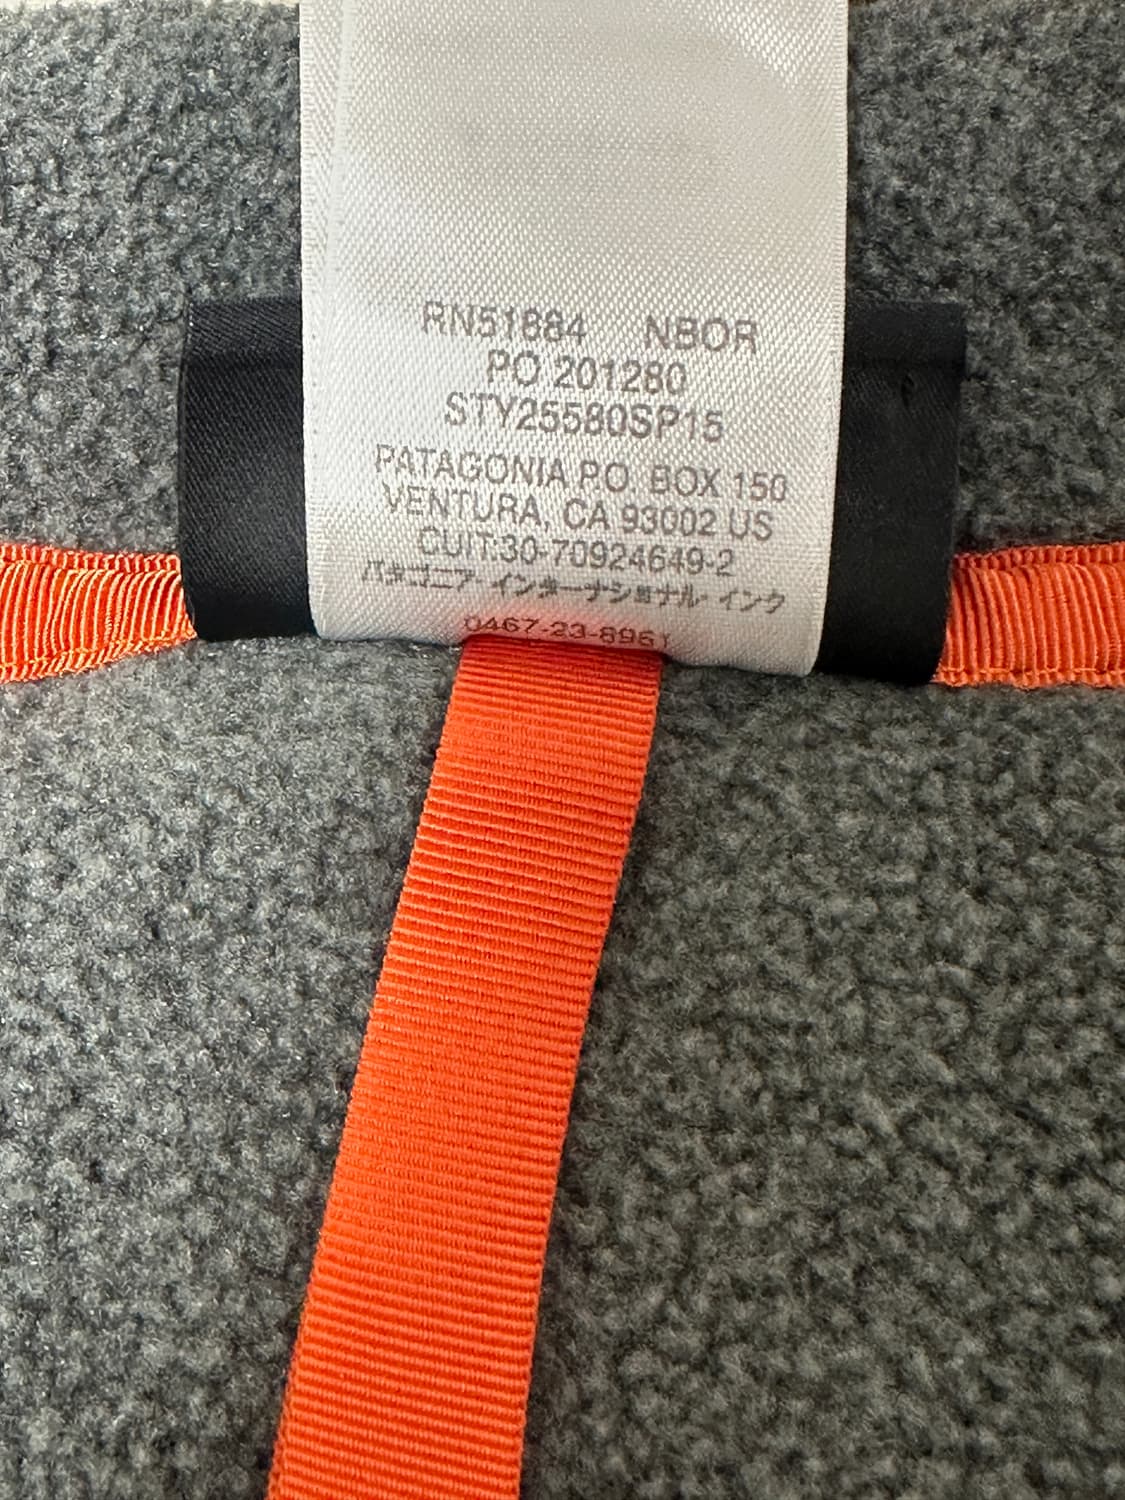 RN51884 NBOR
PO 201280
STY25580SP15
PATAGONIA P.O. BOX 150
VENTURA, CA 93002 US
CUIT:30-70924649-2
パタゴニア・インターナショナル・インク
0467-23-8961